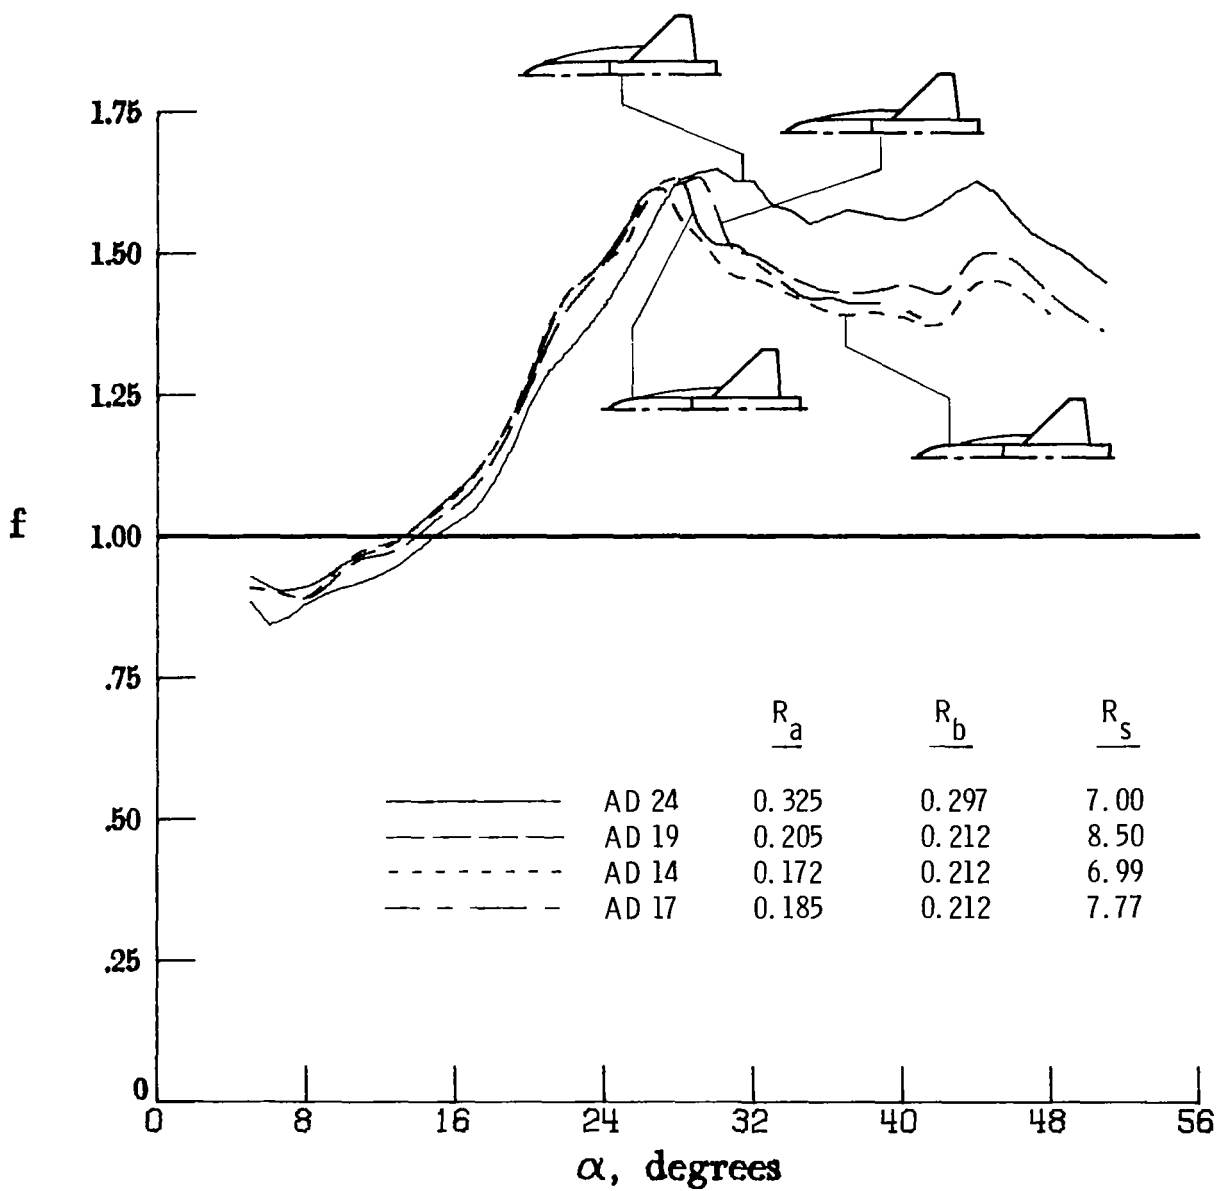 1.75
1.50
1.25
f
1.00
.75
R_a R_b R_s
AD 24 0.325 0.297 7.00
.50
AD 19 0.205 0.212 8.50
AD 14 0.172 0.212 6.99
AD 17 0.185 0.212 7.77
.25
0
0 8 16 24 32 40 48 56
α, degrees